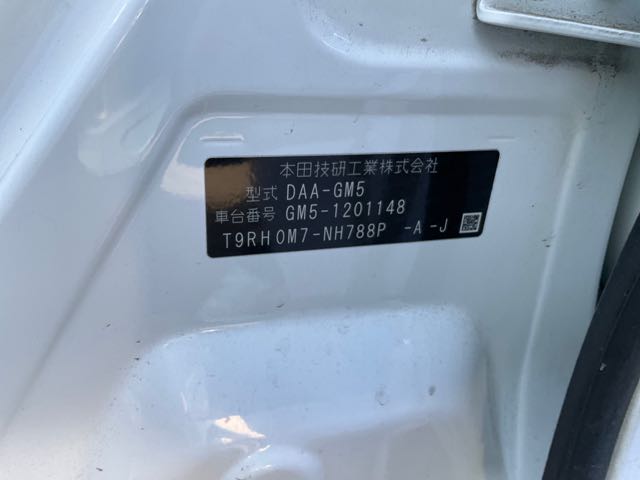 本田技研工業株式会社
型式 DAA-GM5
車台番号 GM5-1201148
T9RH0M7-NH788P -A -J